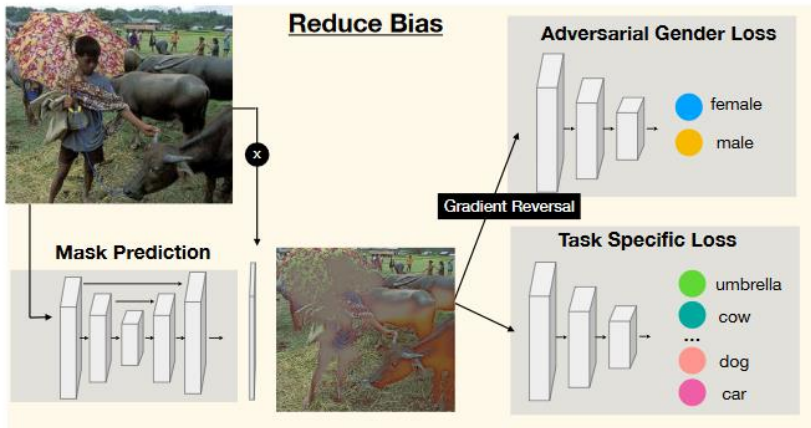 Reduce Bias
Adversarial Gender Loss
female
male
x
Gradient Reversal
Mask Prediction
Task Specific Loss
umbrella
cow
...
dog
car